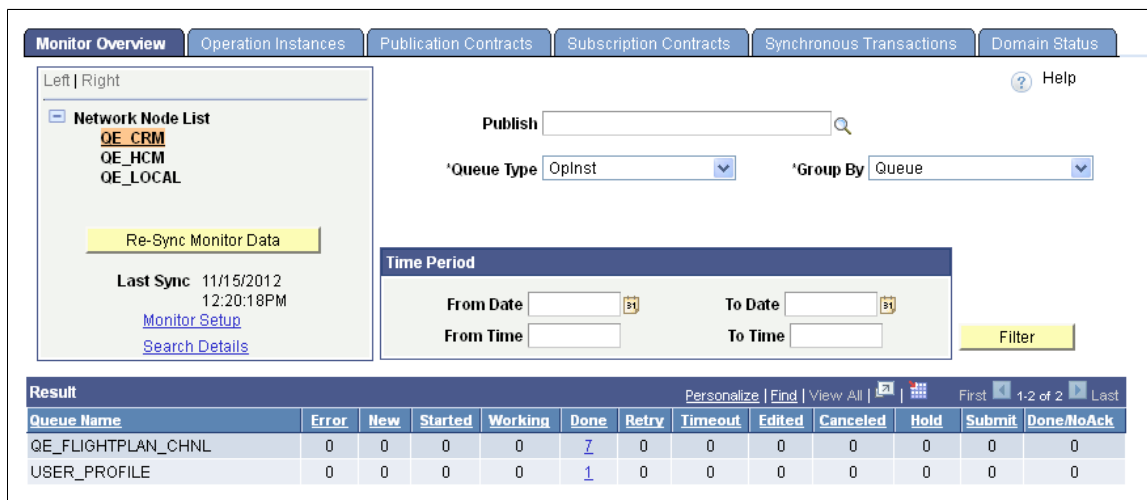 Monitor Overview Operation Instances Publication Contracts Subscription Contracts Synchronous Transactions Domain Status
Left | Right
Help
Network Node List
QE_CRM
QE_HCM
QE_LOCAL
Re-Sync Monitor Data
Last Sync 11/15/2012
12:20:18PM
Monitor Setup
Search Details
Publish
*Queue Type OpInst *Group By Queue
Time Period
From Date 31 To Date 31
From Time To Time
Filter
Result Personalize | Find | View All | | First 1-2 of 2 Last
Queue Name Error New Started Working Done Retry Timeout Edited Canceled Hold Submit Done/NoAck
QE_FLIGHTPLAN_CHNL 0 0 0 0 7 0 0 0 0 0 0 0
USER_PROFILE 0 0 0 0 1 0 0 0 0 0 0 0